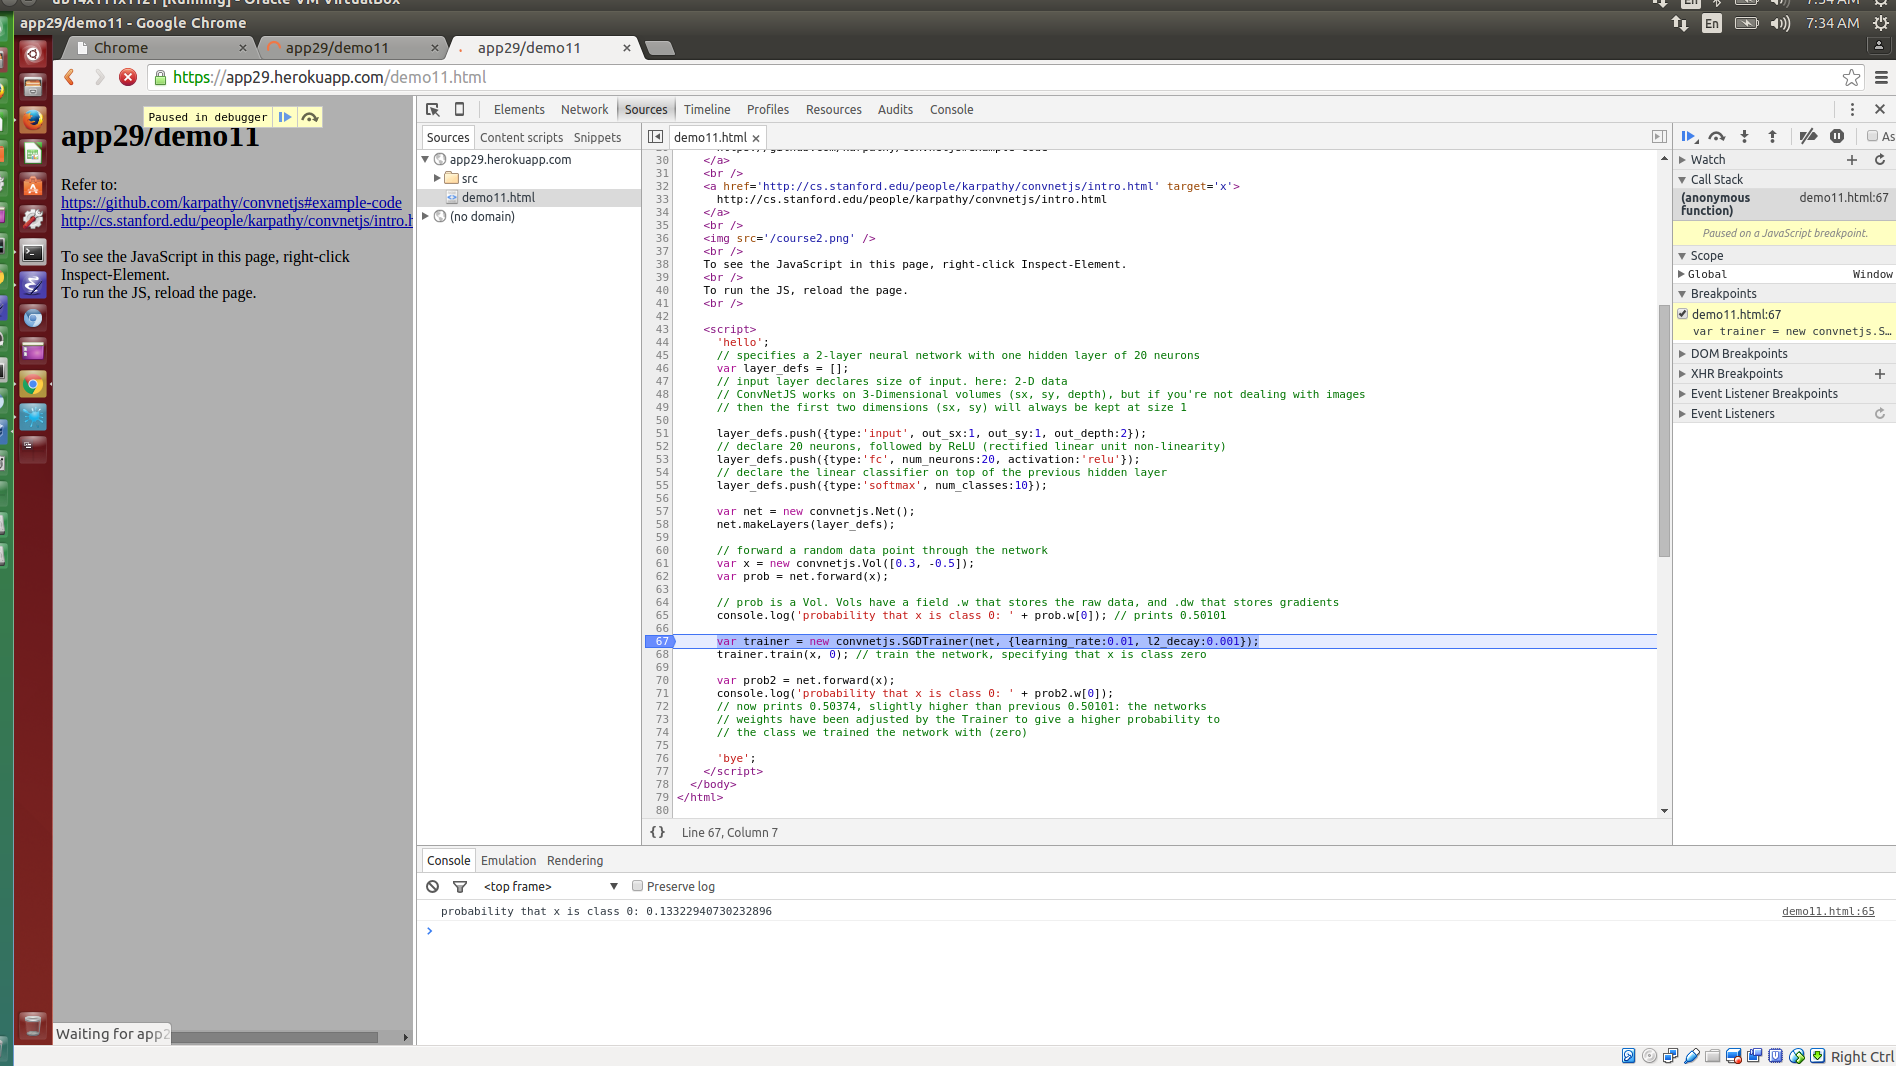 app29/demo11 - Google Chrome
En
7:34 AM
Chrome
app29/demo11
app29/demo11
https://app29.herokuapp.com/demo11.html
Paused in debugger
app29/demo11
Refer to:
https://github.com/karpathy/convnetjs#example-code
http://cs.stanford.edu/people/karpathy/convnetjs/intro.h
To see the JavaScript in this page, right-click
Inspect-Element.
To run the JS, reload the page.
Waiting for app2
Elements Network Sources Timeline Profiles Resources Audits Console
Sources Content scripts Snippets
app29.herokuapp.com
src
demo11.html
(no domain)
demo11.html
30 </a>
31 <br />
32 <a href='http://cs.stanford.edu/people/karpathy/convnetjs/intro.html' target='x'>
33 http://cs.stanford.edu/people/karpathy/convnetjs/intro.html
34 </a>
35 <br />
36 <img src='/course2.png' />
37 <br />
38 To see the JavaScript in this page, right-click Inspect-Element.
39 <br />
40 To run the JS, reload the page.
41 <br />
42
43 <script>
44 'hello';
45 // specifies a 2-layer neural network with one hidden layer of 20 neurons
46 var layer_defs = [];
47 // input layer declares size of input. here: 2-D data
48 // ConvNetJS works on 3-Dimensional volumes (sx, sy, depth), but if you're not dealing with images
49 // then the first two dimensions (sx, sy) will always be kept at size 1
50
51 layer_defs.push({type:'input', out_sx:1, out_sy:1, out_depth:2});
52 // declare 20 neurons, followed by ReLU (rectified linear unit non-linearity)
53 layer_defs.push({type:'fc', num_neurons:20, activation:'relu'});
54 // declare the linear classifier on top of the previous hidden layer
55 layer_defs.push({type:'softmax', num_classes:10});
56
57 var net = new convnetjs.Net();
58 net.makeLayers(layer_defs);
59
60 // forward a random data point through the network
61 var x = new convnetjs.Vol([0.3, -0.5]);
62 var prob = net.forward(x);
63
64 // prob is a Vol. Vols have a field .w that stores the raw data, and .dw that stores gradients
65 console.log('probability that x is class 0: ' + prob.w[0]); // prints 0.50101
66
67 var trainer = new convnetjs.SGDTrainer(net, {learning_rate:0.01, l2_decay:0.001});
68 trainer.train(x, 0); // train the network, specifying that x is class zero
69
70 var prob2 = net.forward(x);
71 console.log('probability that x is class 0: ' + prob2.w[0]);
72 // now prints 0.50374, slightly higher than previous 0.50101: the networks
73 // weights have been adjusted by the Trainer to give a higher probability to
74 // the class we trained the network with (zero)
75
76 'bye';
77 </script>
78 </body>
79 </html>
80
{} Line 67, Column 7
As
Watch
Call Stack
(anonymous function) demo11.html:67
Paused on a JavaScript breakpoint.
Scope
Global Window
Breakpoints
demo11.html:67
var trainer = new convnetjs.S…
DOM Breakpoints
XHR Breakpoints
Event Listener Breakpoints
Event Listeners
Console Emulation Rendering
<top frame> Preserve log
probability that x is class 0: 0.13322940730232896 demo11.html:65
Right Ctrl